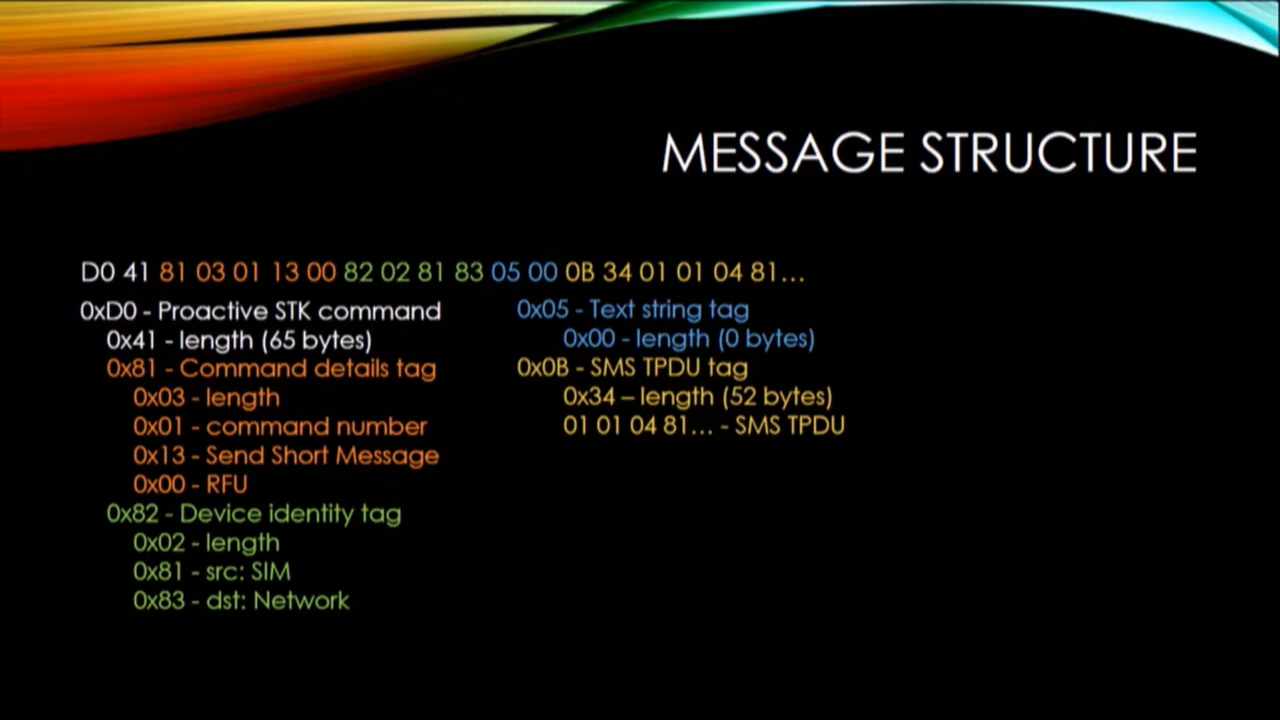 MESSAGE STRUCTURE
D0 41 81 03 01 13 00 82 02 81 83 05 00 0B 34 01 01 04 81...
0xD0 - Proactive STK command
0x41 - length (65 bytes)
0x81 - Command details tag
0x03 - length
0x01 - command number
0x13 - Send Short Message
0x00 - RFU
0x82 - Device identity tag
0x02 - length
0x81 - src: SIM
0x83 - dst: Network
0x05 - Text string tag
0x00 - length (0 bytes)
0x0B - SMS TPDU tag
0x34 – length (52 bytes)
01 01 04 81... - SMS TPDU